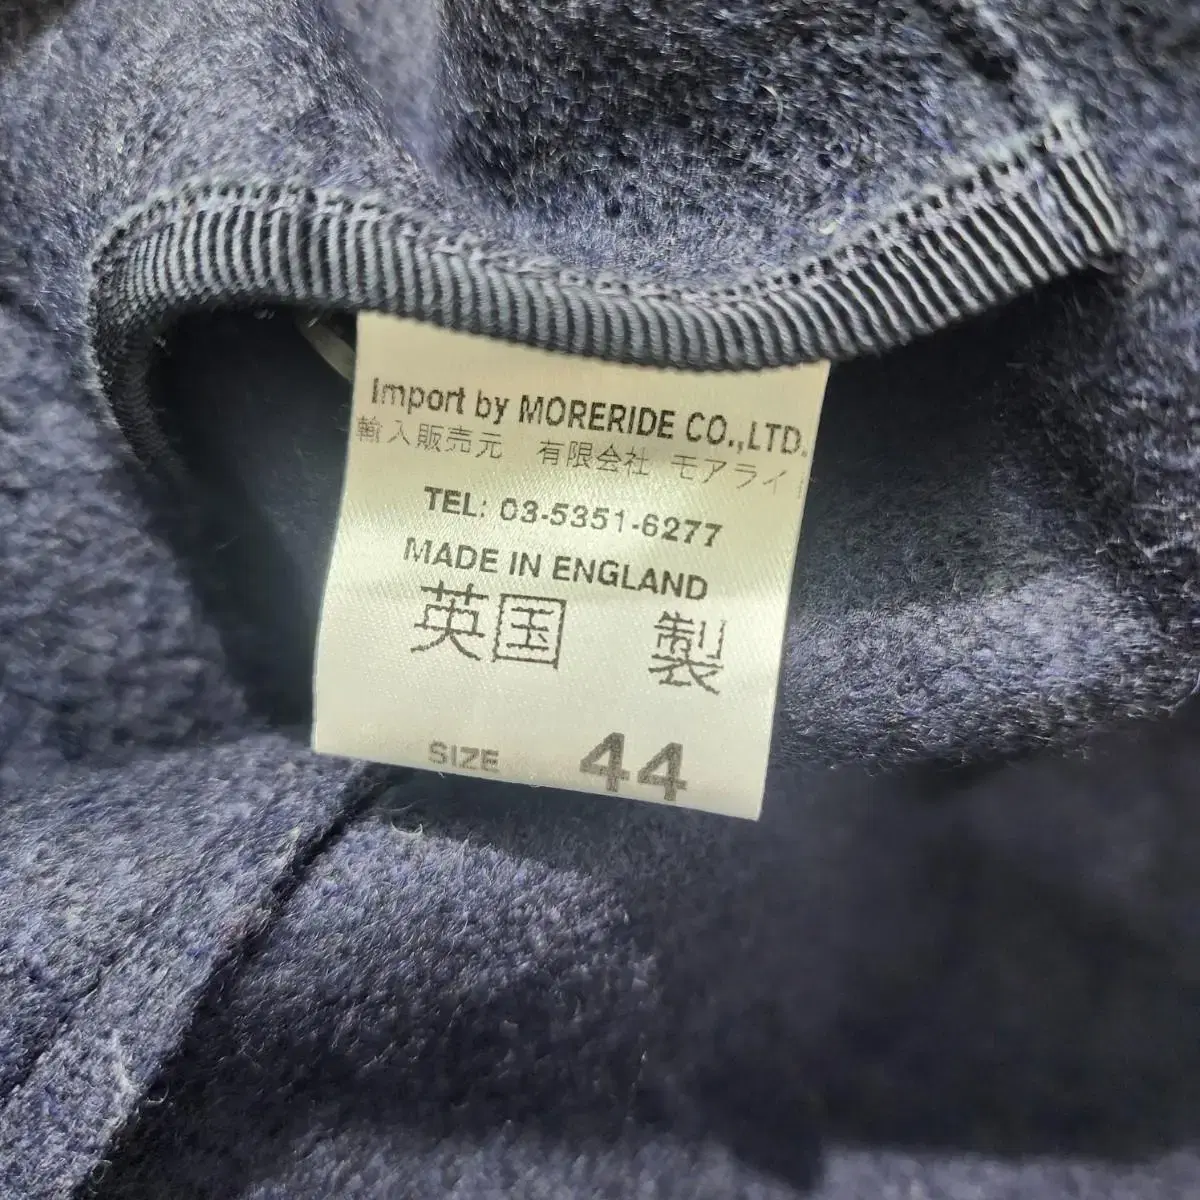 Import by MORERIDE CO.,LTD.
輸入販売元 有限会社 モアライ
TEL: 03-5351-6277
MADE IN ENGLAND
英国 製
SIZE 44